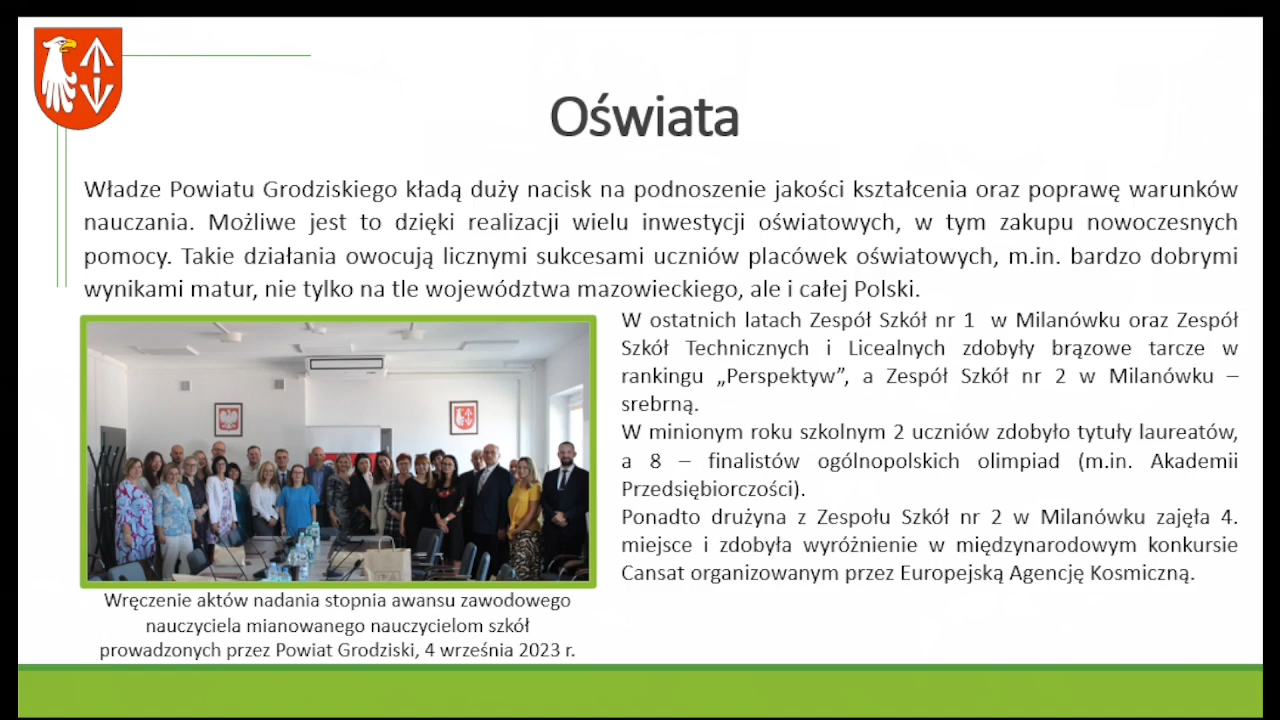 Oświata
Władze Powiatu Grodziskiego kładą duży nacisk na podnoszenie jakości kształcenia oraz poprawę warunków
nauczania. Możliwe jest to dzięki realizacji wielu inwestycji oświatowych, w tym zakupu nowoczesnych
pomocy. Takie działania owocują licznymi sukcesami uczniów placówek oświatowych, m.in. bardzo dobrymi
wynikami matur, nie tylko na tle województwa mazowieckiego, ale i całej Polski.
W ostatnich latach Zespół Szkół nr 1 w Milanówku oraz Zespół
Szkół Technicznych i Licealnych zdobyły brązowe tarcze w
rankingu „Perspektyw”, a Zespół Szkół nr 2 w Milanówku –
srebrną.
W minionym roku szkolnym 2 uczniów zdobyło tytuły laureatów,
a 8 – finalistów ogólnopolskich olimpiad (m.in. Akademii
Przedsiębiorczości).
Ponadto drużyna z Zespołu Szkół nr 2 w Milanówku zajęła 4.
miejsce i zdobyła wyróżnienie w międzynarodowym konkursie
Cansat organizowanym przez Europejską Agencję Kosmiczną.
Wręczenie aktów nadania stopnia awansu zawodowego
nauczyciela mianowanego nauczycielom szkół
prowadzonych przez Powiat Grodziski, 4 września 2023 r.